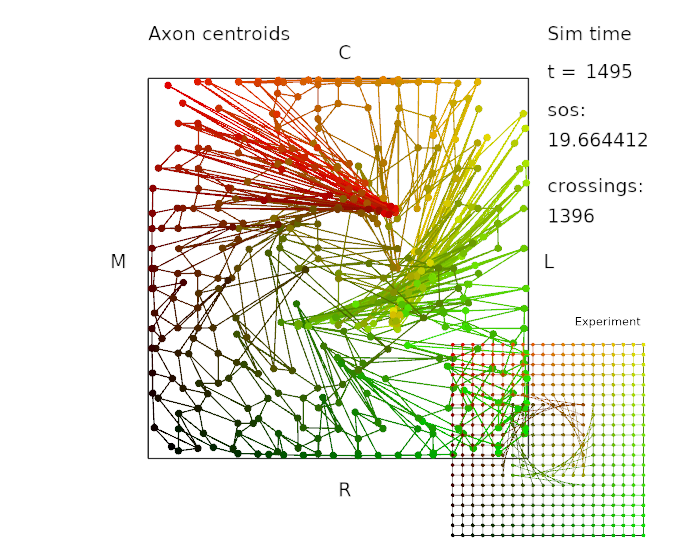 Axon centroids
C
M
L
R
Sim time
t = 1495
sos:
19.664412
crossings:
1396
Experiment